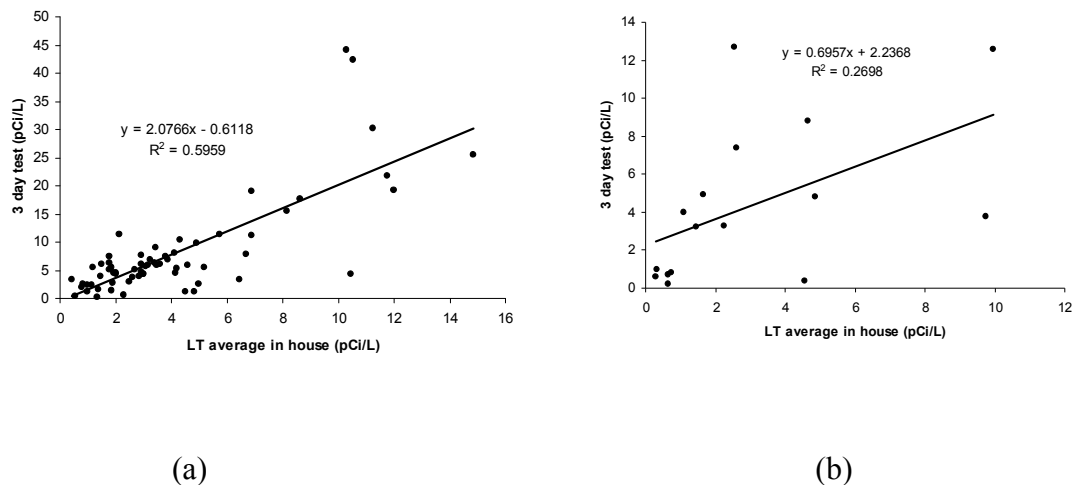 50
45
40
35
30
25
20
15
10
5
0
3 day test (pCi/L)
y = 2.0766x - 0.6118
R² = 0.5959
0 2 4 6 8 10 12 14 16
LT average in house (pCi/L)
14
12
10
8
6
4
2
0
3 day test (pCi/L)
y = 0.6957x + 2.2368
R² = 0.2698
0 2 4 6 8 10 12
LT average in house (pCi/L)
(a)
(b)